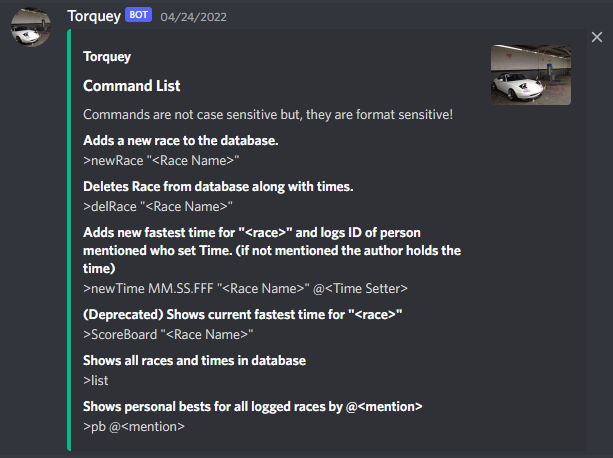 Torquey BOT 04/24/2022
Torquey
Command List
Commands are not case sensitive but, they are format sensitive!
Adds a new race to the database.
>newRace "<Race Name>"
Deletes Race from database along with times.
>delRace "<Race Name>"
Adds new fastest time for "<race>" and logs ID of person
mentioned who set Time. (if not mentioned the author holds the
time)
>newTime MM.SS.FFF "<Race Name>" @<Time Setter>
(Deprecated) Shows current fastest time for "<race>"
>ScoreBoard "<Race Name>"
Shows all races and times in database
>list
Shows personal bests for all logged races by @<mention>
>pb @<mention>